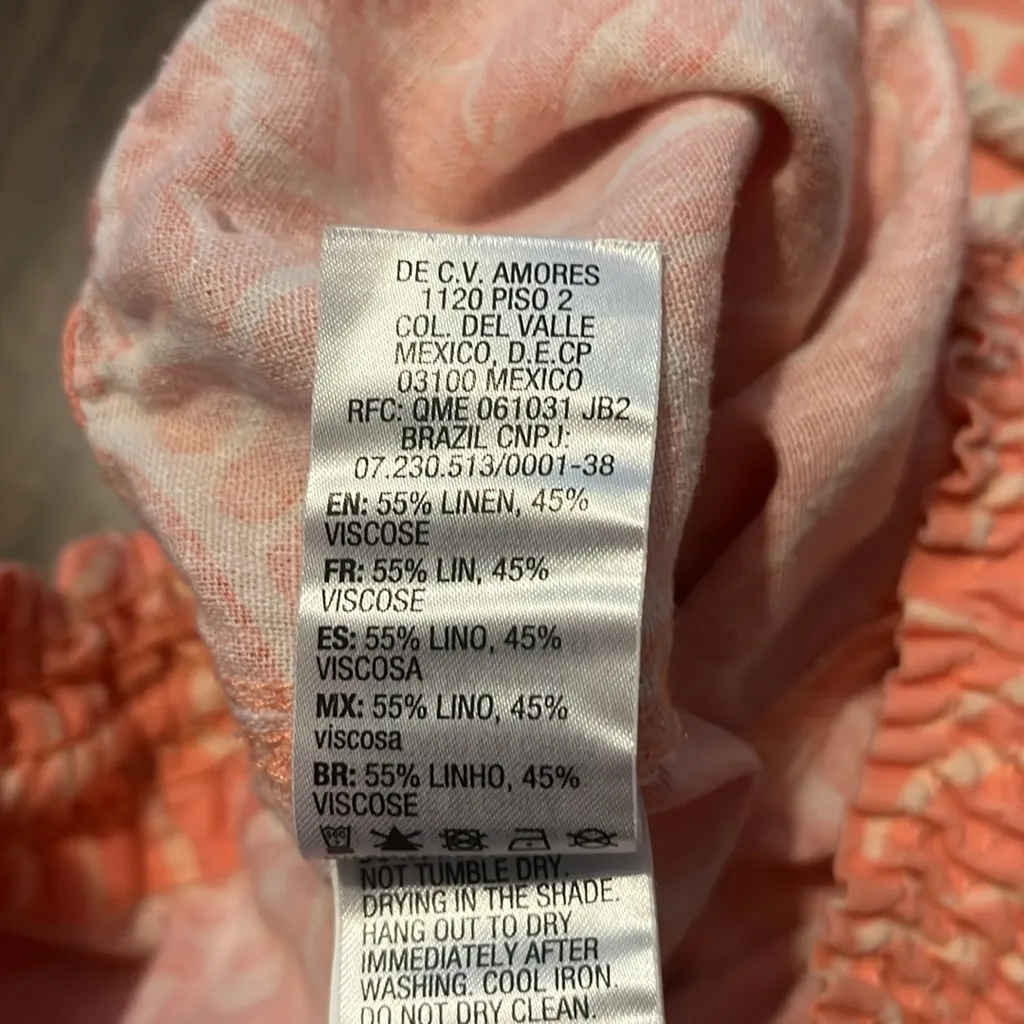 DE C.V. AMORES
1120 PISO 2
COL. DEL VALLE
MEXICO, D.E.CP
03100 MEXICO
RFC: QME 061031 JB2
BRAZIL CNPJ:
07.230.513/0001-38
EN: 55% LINEN, 45%
VISCOSE
FR: 55% LIN, 45%
VISCOSE
ES: 55% LINO, 45%
VISCOSA
MX: 55% LINO, 45%
viscosa
BR: 55% LINHO, 45%
VISCOSE
NOT TUMBLE DRY.
DRYING IN THE SHADE.
HANG OUT TO DRY
IMMEDIATELY AFTER
WASHING. COOL IRON.
DO NOT DRY CLEAN.